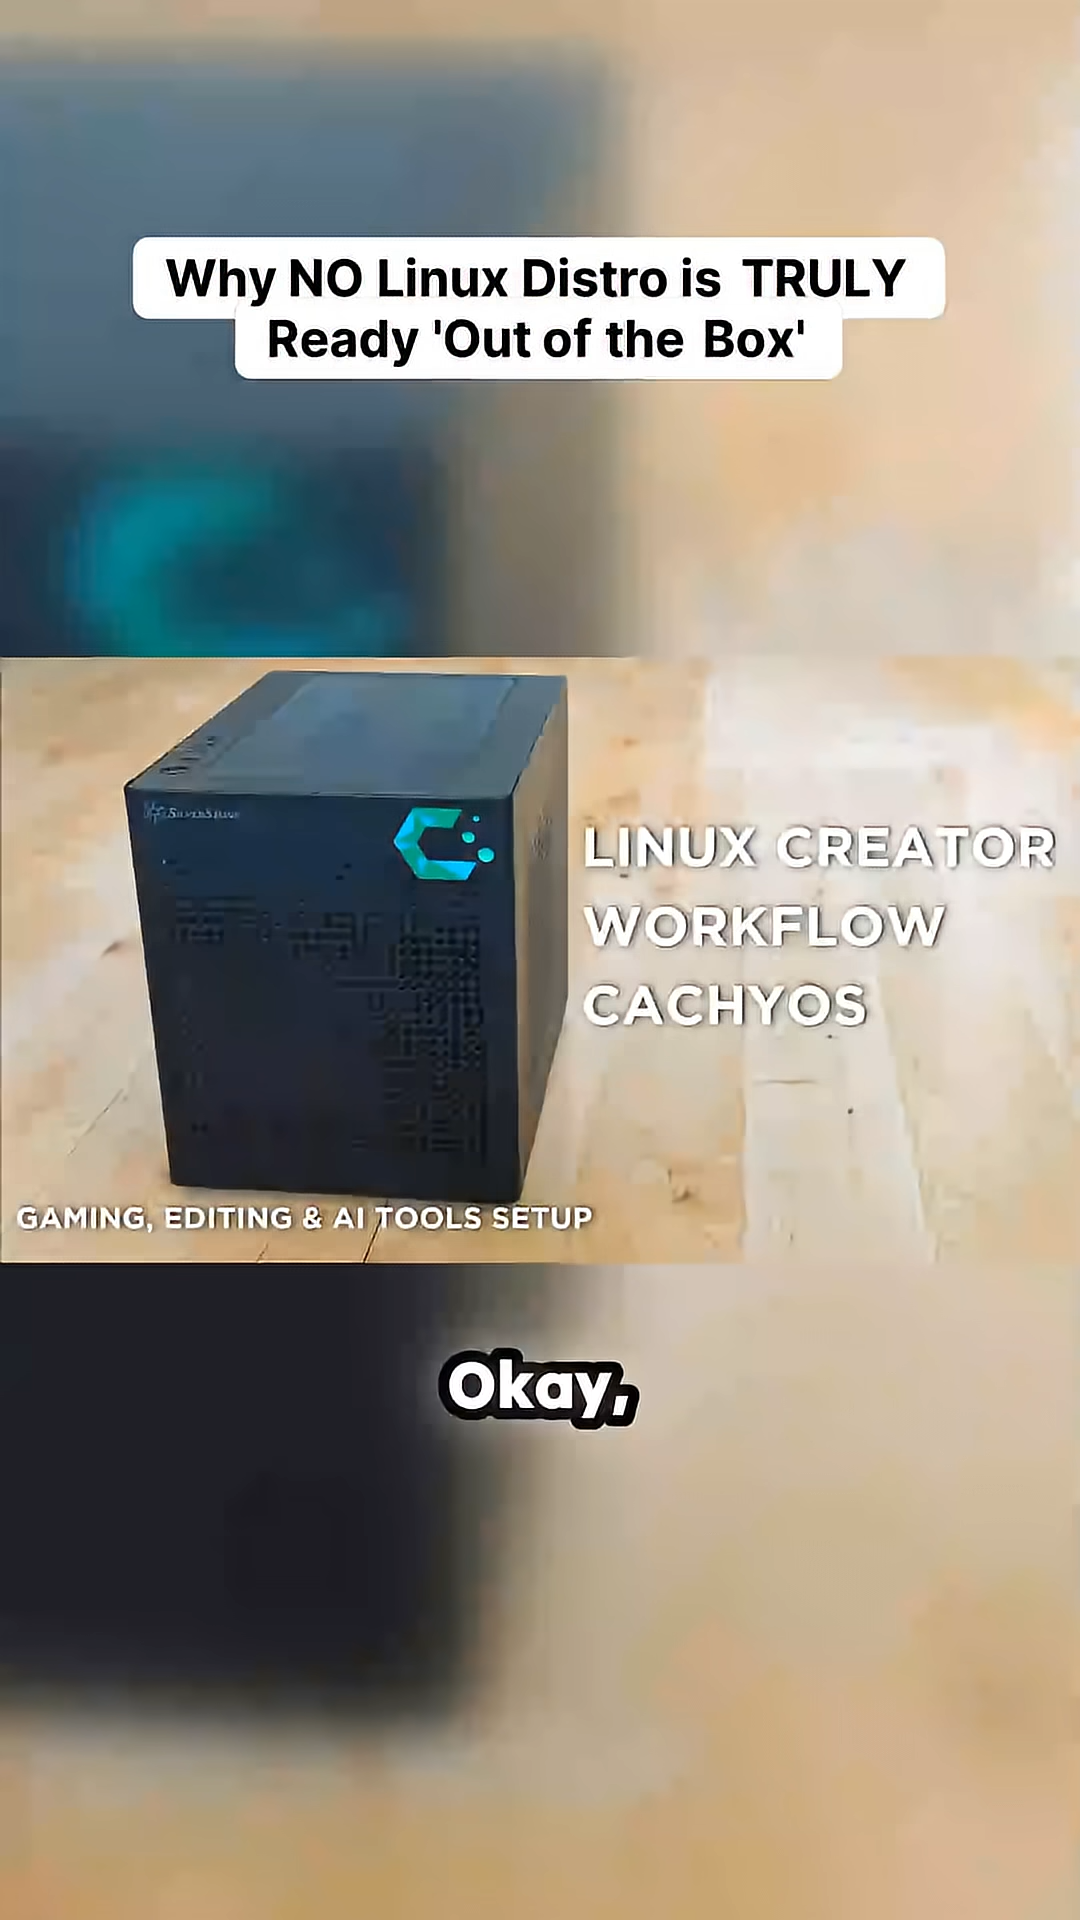 Why NO Linux Distro is TRULY
Ready 'Out of the Box'
SILVERSTONE
LINUX CREATOR
WORKFLOW
CACHYOS
GAMING, EDITING & AI TOOLS SETUP
Okay,